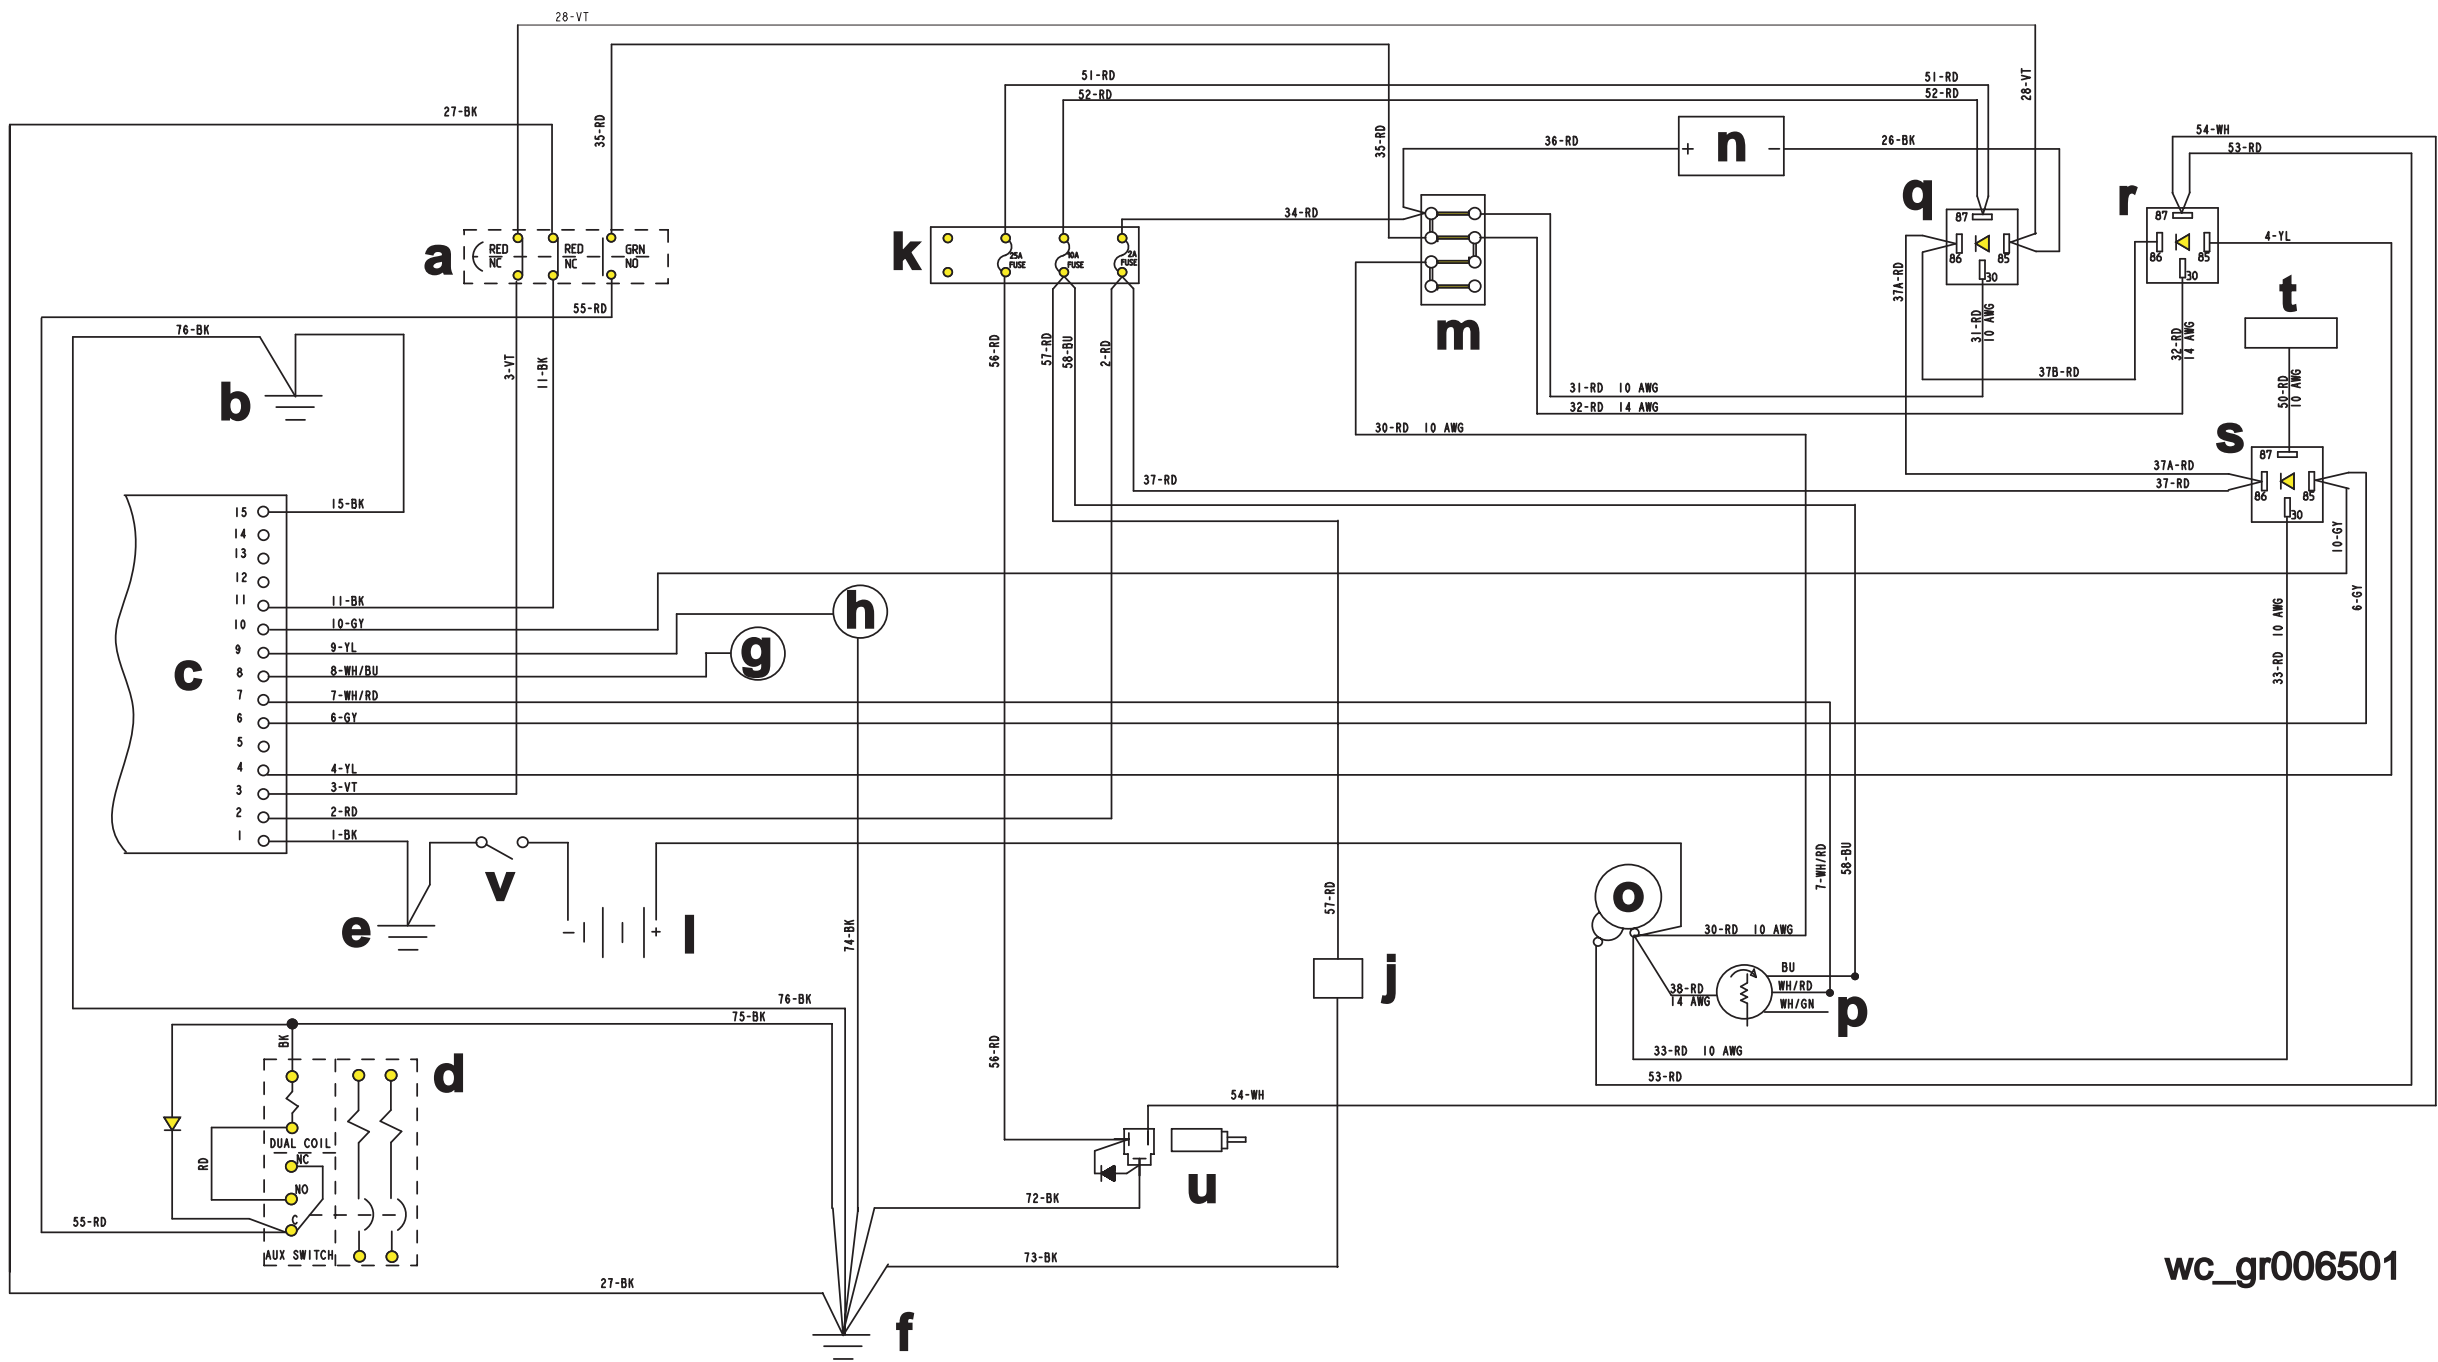 28-VT
51-RD
51-RD
52-RD
52-RD
28-VT
27-BK
35-RD
35-RD
36-RD
+ n −
26-BK
54-WH
53-RD
q
r
34-RD
87
86
85
30
87
86
85
30
4-YL
a
RED
NC
RED
NC
GRN
NO
k
25A
FUSE
10A
FUSE
2A
FUSE
m
37A-RD
31-RD
10 AWG
32-RD
14 AWG
t
55-RD
76-BK
3-VT
11-BK
56-RD
57-RD
58-BU
2-RD
37B-RD
31-RD 10 AWG
32-RD 14 AWG
50-RD
10 AWG
b
30-RD 10 AWG
s
87
86
85
30
37A-RD
37-RD
37-RD
10-GY
6-GY
33-RD 10 AWG
c
15
14
13
12
11
10
9
8
7
6
5
4
3
2
1
15-BK
11-BK
10-GY
9-YL
8-WH/BU
7-WH/RD
6-GY
4-YL
3-VT
2-RD
1-BK
h
g
v
e
− + l
74-BK
57-RD
7-WH/RD
58-BU
o
30-RD 10 AWG
j
BU
WH/RD
WH/GN
38-RD
14 AWG
p
76-BK
75-BK
BK
d
56-RD
33-RD 10 AWG
53-RD
54-WH
DUAL COIL
RD
NC
NO
C
AUX SWITCH
55-RD
u
72-BK
73-BK
27-BK
f
wc_gr006501